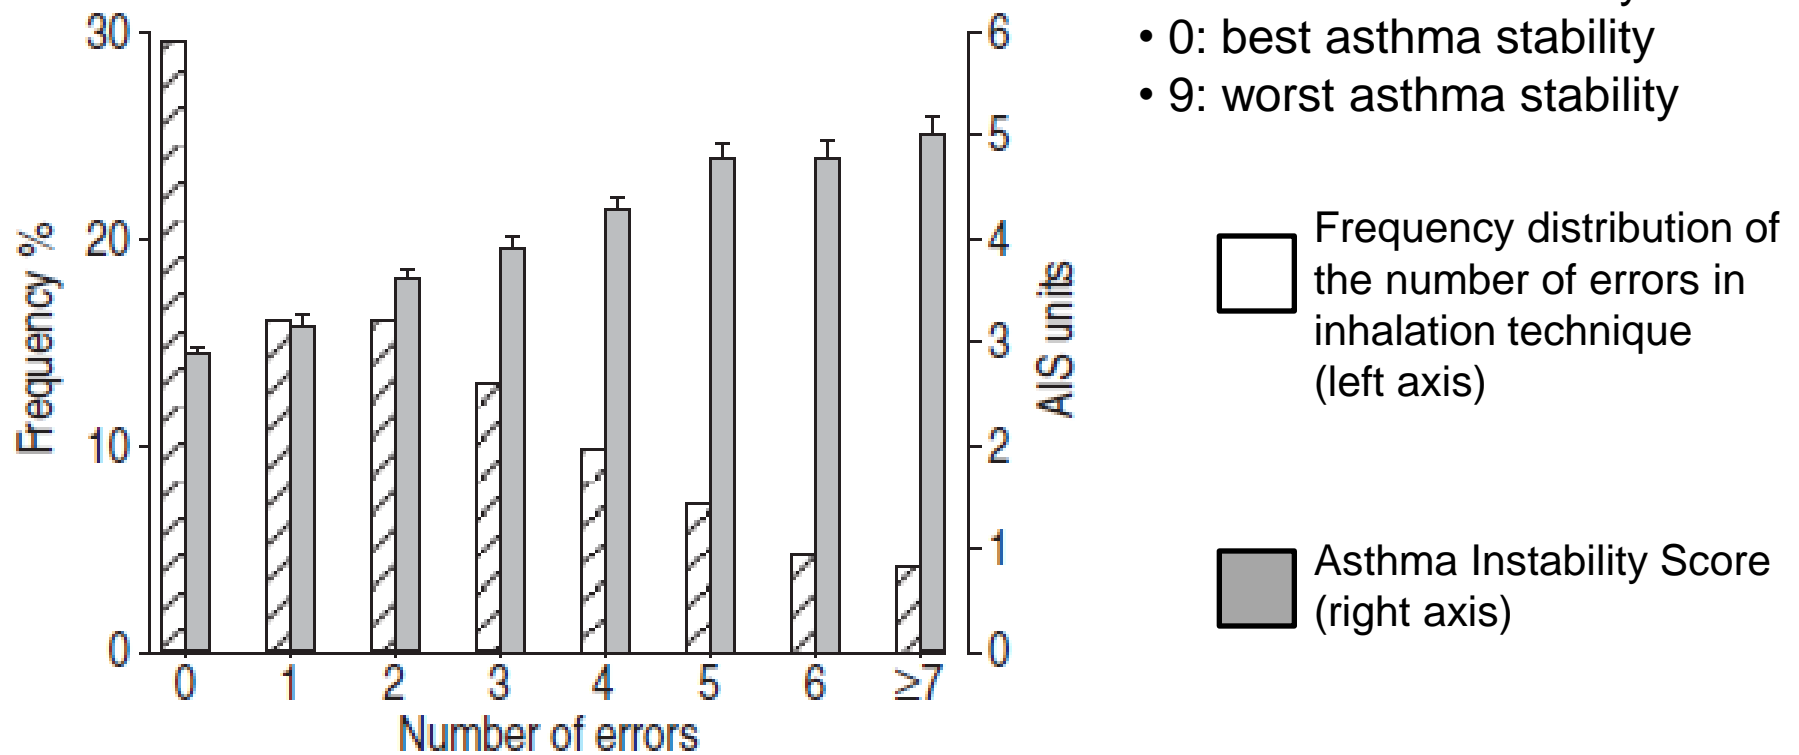 30
20
10
0
Frequency %
6
5
4
3
2
1
0
AIS units
0 1 2 3 4 5 6 ≥7
Number of errors
• 0: best asthma stability
• 9: worst asthma stability
Frequency distribution of
the number of errors in
inhalation technique
(left axis)
Asthma Instability Score
(right axis)